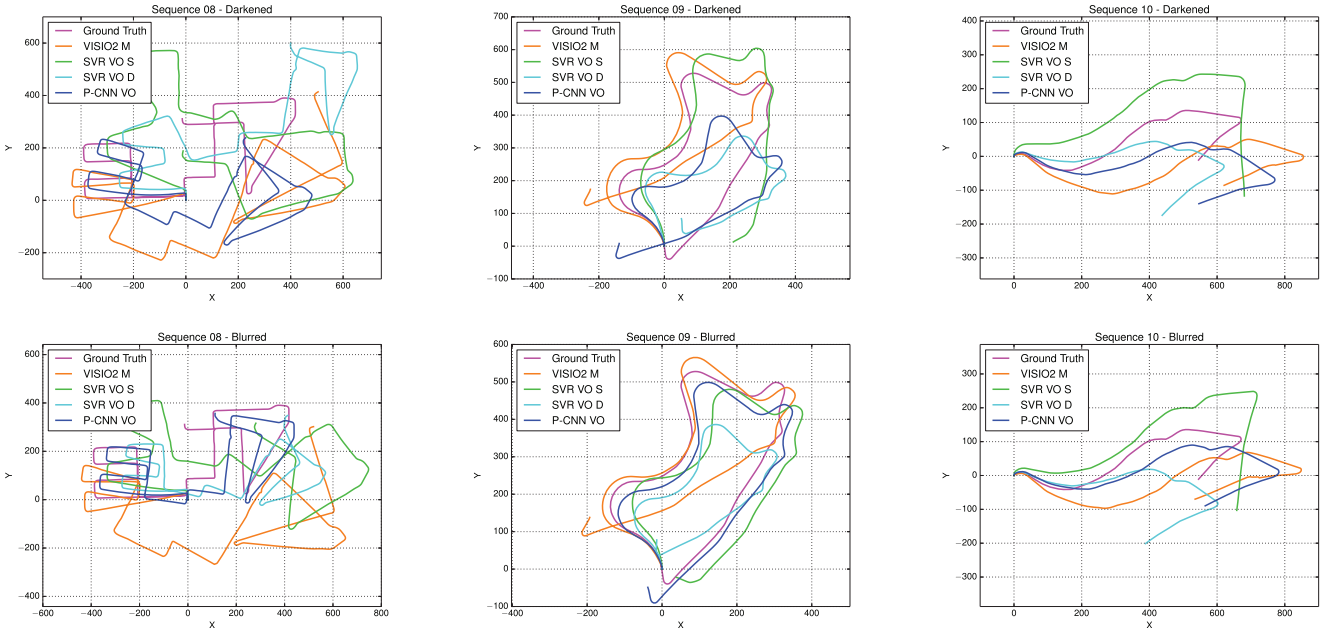 Sequence 08 - Darkened
Ground Truth
VISIO2 M
SVR VO S
SVR VO D
P-CNN VO
600
400
200
0
−200
Y
−400 −200 0 200 400 600
X
Sequence 09 - Darkened
Ground Truth
VISIO2 M
SVR VO S
SVR VO D
P-CNN VO
700
600
500
400
300
200
100
0
−100
Y
−400 −200 0 200 400
X
Sequence 10 - Darkened
Ground Truth
VISIO2 M
SVR VO S
SVR VO D
P-CNN VO
400
300
200
100
0
−100
−200
−300
Y
0 200 400 600 800
X
Sequence 08 - Blurred
Ground Truth
VISIO2 M
SVR VO S
SVR VO D
P-CNN VO
600
400
200
0
−200
−400
Y
−600 −400 −200 0 200 400 600 800
X
Sequence 09 - Blurred
Ground Truth
VISIO2 M
SVR VO S
SVR VO D
P-CNN VO
600
500
400
300
200
100
0
−100
Y
−400 −200 0 200 400
X
Sequence 10 - Blurred
Ground Truth
VISIO2 M
SVR VO S
SVR VO D
P-CNN VO
300
200
100
0
−100
−200
−300
Y
0 200 400 600 800
X